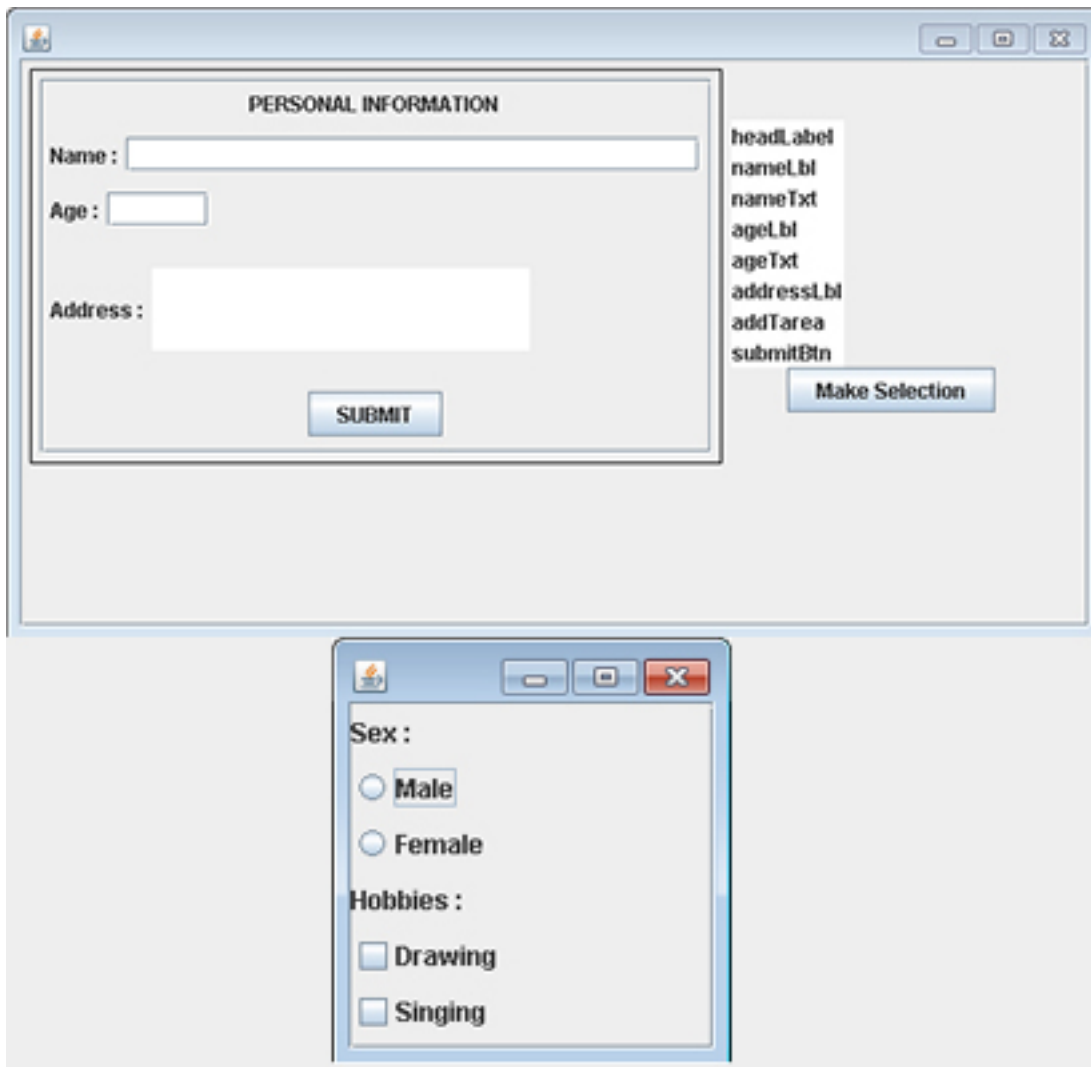 PERSONAL INFORMATION
Name :
Age :
Address :
SUBMIT
headLabel
nameLbl
nameTxt
ageLbl
ageTxt
addressLbl
addTarea
submitBtn
Make Selection
Sex :
Male
Female
Hobbies :
Drawing
Singing